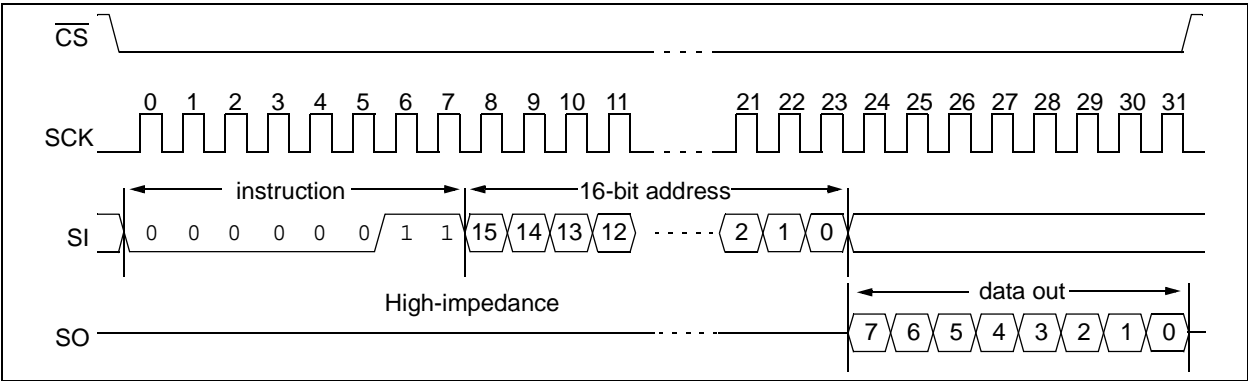 CS
0 1 2 3 4 5 6 7 8 9 10 11 21 22 23 24 25 26 27 28 29 30 31
SCK
instruction 16-bit address
SI 0 0 0 0 0 0 1 1 15 14 13 12 2 1 0
High-impedance data out
SO 7 6 5 4 3 2 1 0